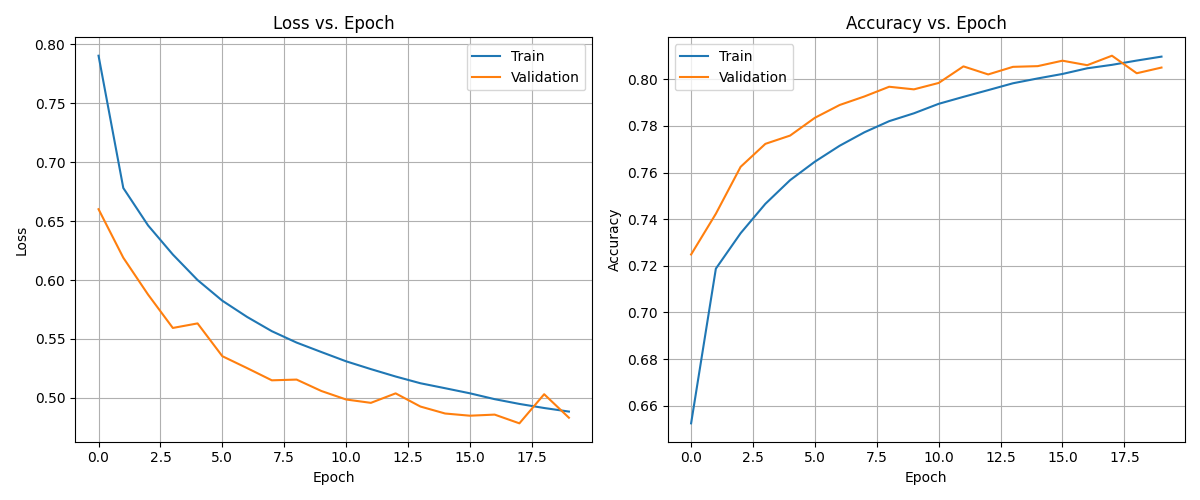 Loss vs. Epoch
Train
Validation
0.80
0.75
0.70
0.65
0.60
0.55
0.50
Loss
0.0 2.5 5.0 7.5 10.0 12.5 15.0 17.5
Epoch
Accuracy vs. Epoch
Train
Validation
0.80
0.78
0.76
0.74
0.72
0.70
0.68
0.66
Accuracy
0.0 2.5 5.0 7.5 10.0 12.5 15.0 17.5
Epoch